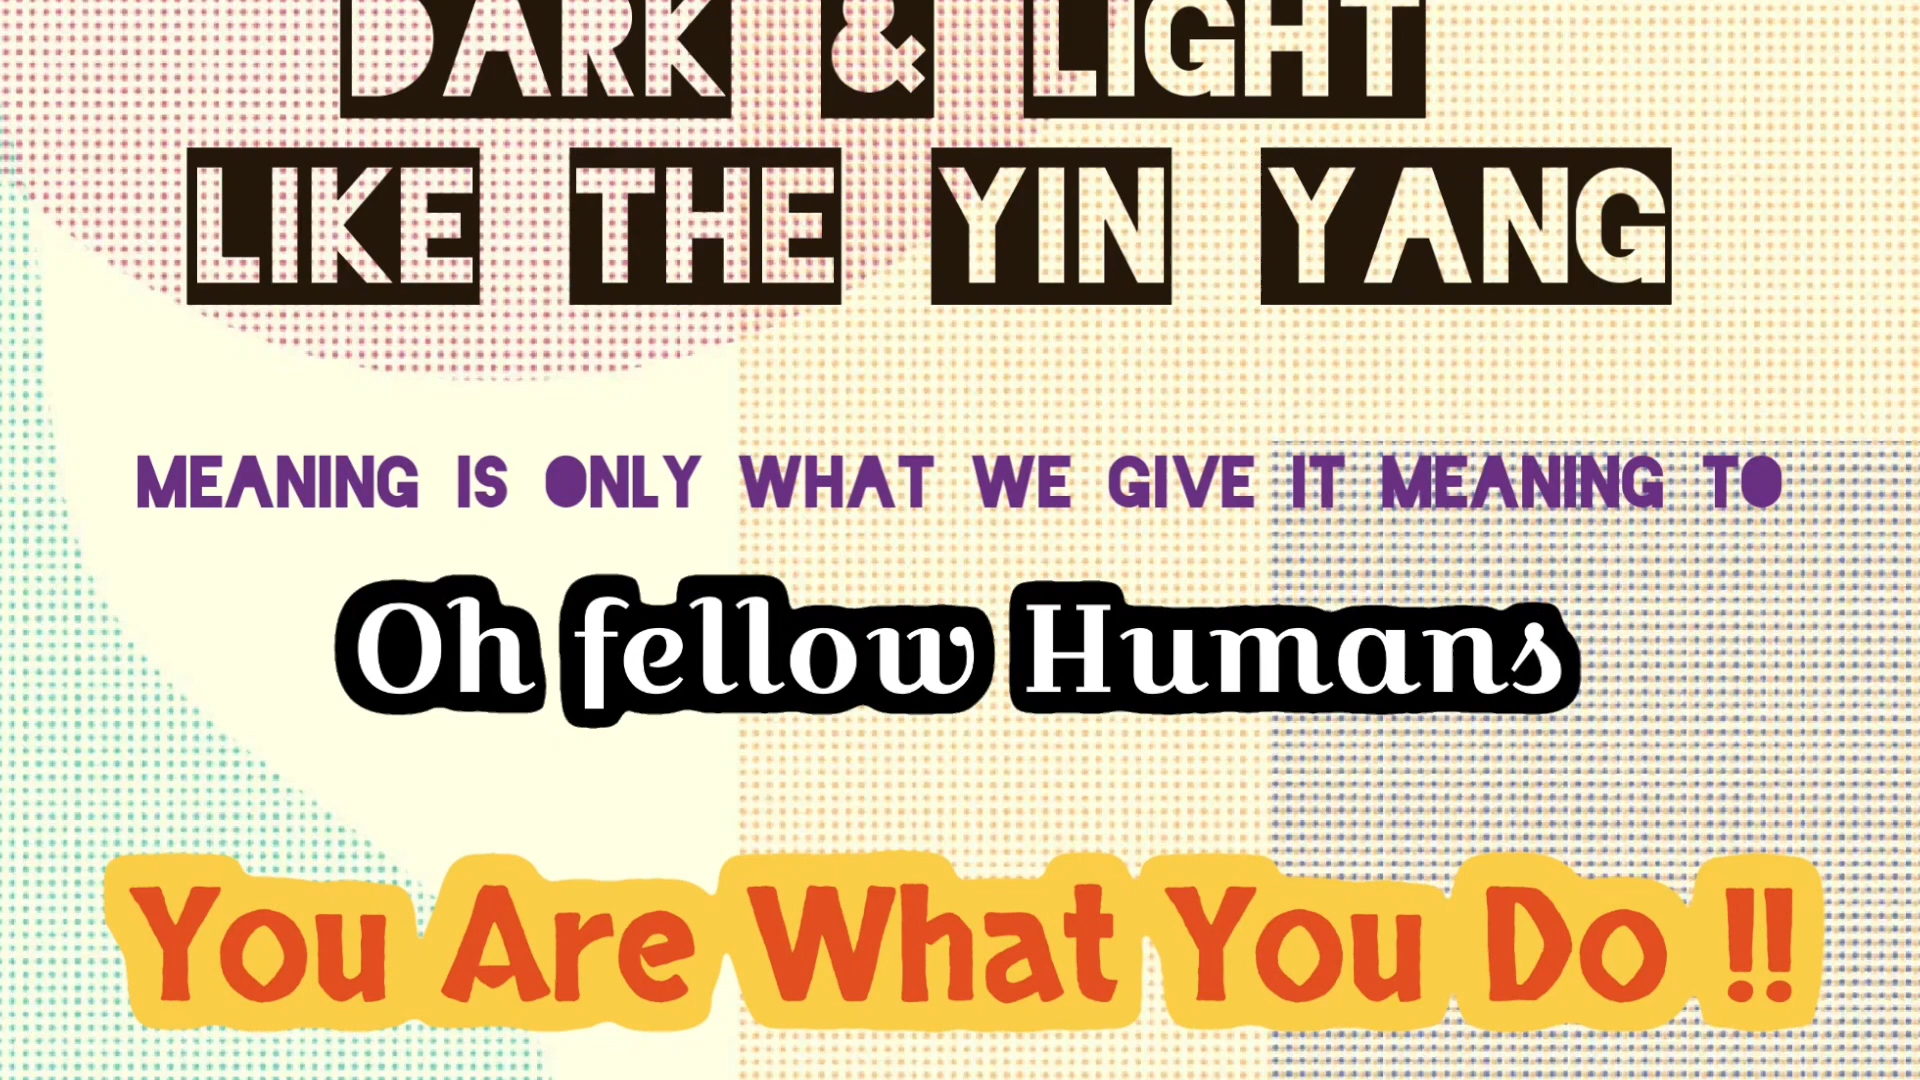 DARK & LIGHT
LIKE THE YIN YANG
MEANING IS ONLY WHAT WE GIVE IT MEANING TO
Oh fellow Humans
You Are What You Do !!